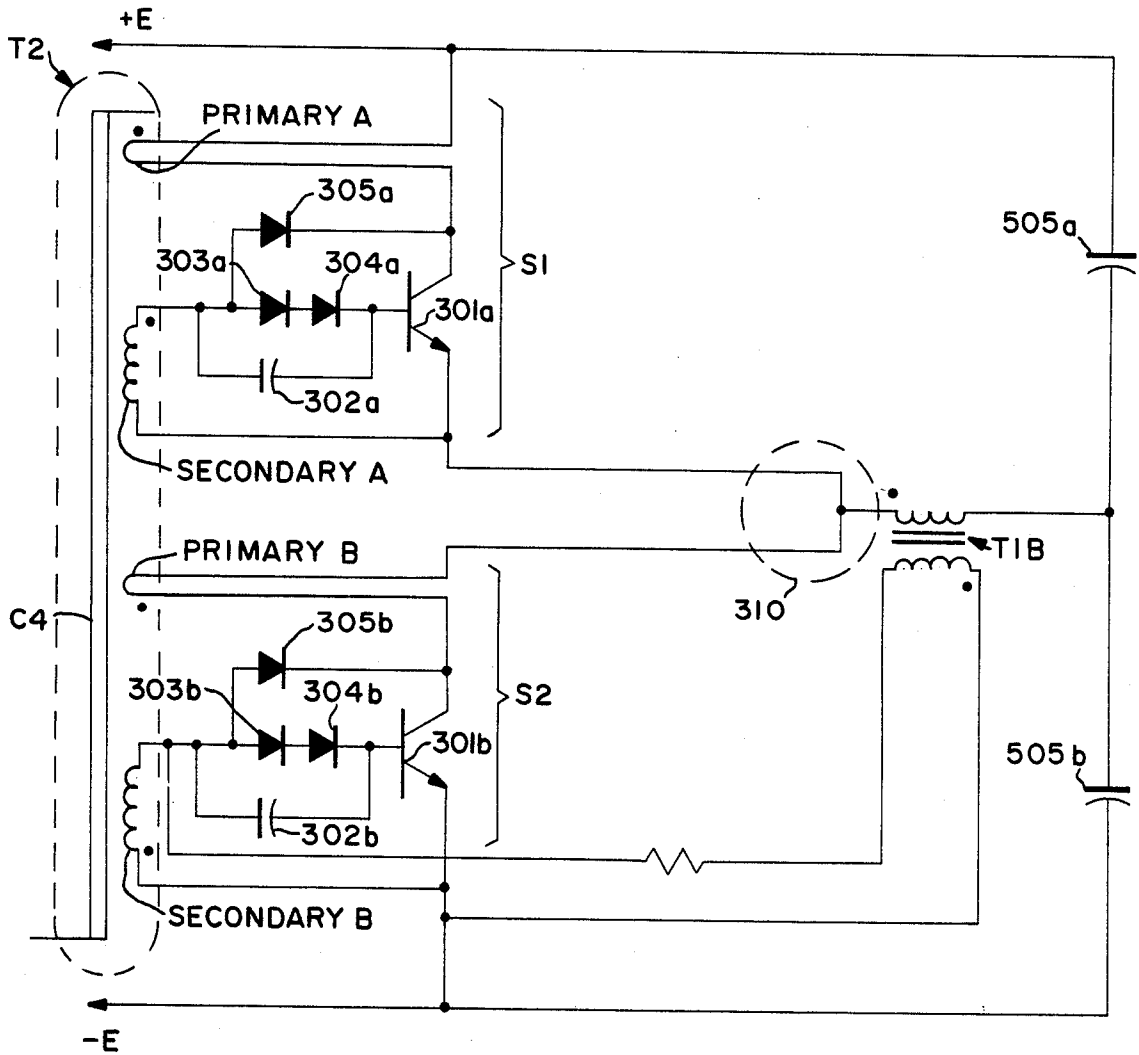 +E
T2
PRIMARY A
305a
303a
304a
S1
505a
301a
302a
SECONDARY A
PRIMARY B
T1B
310
C4
305b
303b
304b
S2
301b
505b
302b
SECONDARY B
-E